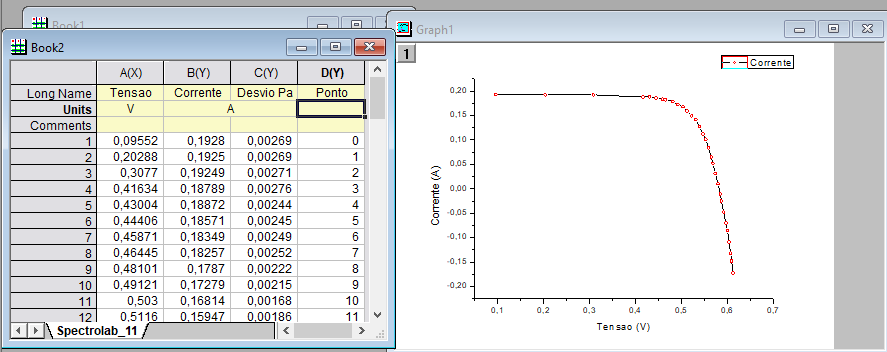 Book1
Book2
A(X) B(Y) C(Y) D(Y)
Long Name Tensao Corrente Desvio Pa Ponto
Units V A
Comments
1 0,09552 0,1928 0,00269 0
2 0,20288 0,1925 0,00269 1
3 0,3077 0,19249 0,00271 2
4 0,41634 0,18789 0,00276 3
5 0,43004 0,18872 0,00244 4
6 0,44406 0,18571 0,00245 5
7 0,45871 0,18349 0,00249 6
8 0,46445 0,18257 0,00252 7
9 0,48101 0,1787 0,00222 8
10 0,49121 0,17279 0,00215 9
11 0,503 0,16814 0,00168 10
12 0,5116 0,15947 0,00186 11
Spectrolab_11
Graph1
1
Corrente
0,20
0,15
0,10
0,05
0,00
-0,05
-0,10
-0,15
-0,20
Corrente (A)
0,1 0,2 0,3 0,4 0,5 0,6 0,7
Tensao (V)